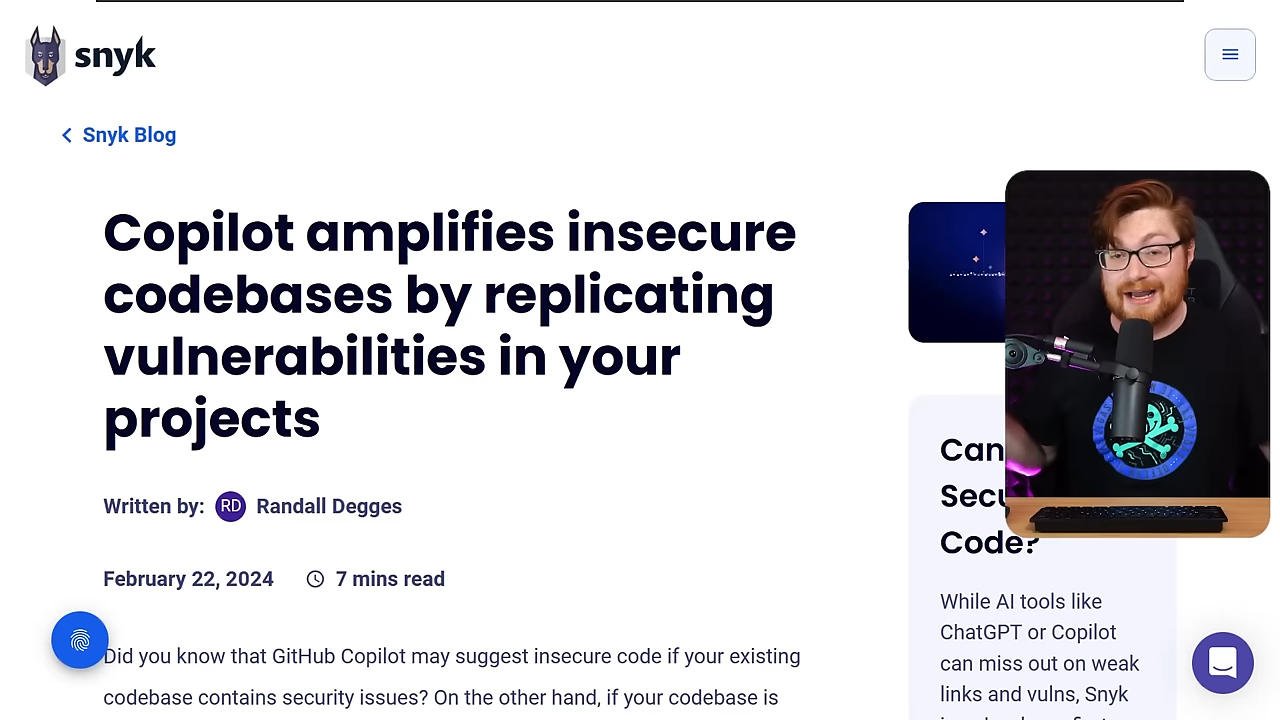 snyk
Snyk Blog
Copilot amplifies insecure
codebases by replicating
vulnerabilities in your
projects
Written by: RD Randall Degges
February 22, 2024 7 mins read
Did you know that GitHub Copilot may suggest insecure code if your existing
codebase contains security issues? On the other hand, if your codebase is
Can
Secu
Code?
While AI tools like
ChatGPT or Copilot
can miss out on weak
links and vulns, Snyk